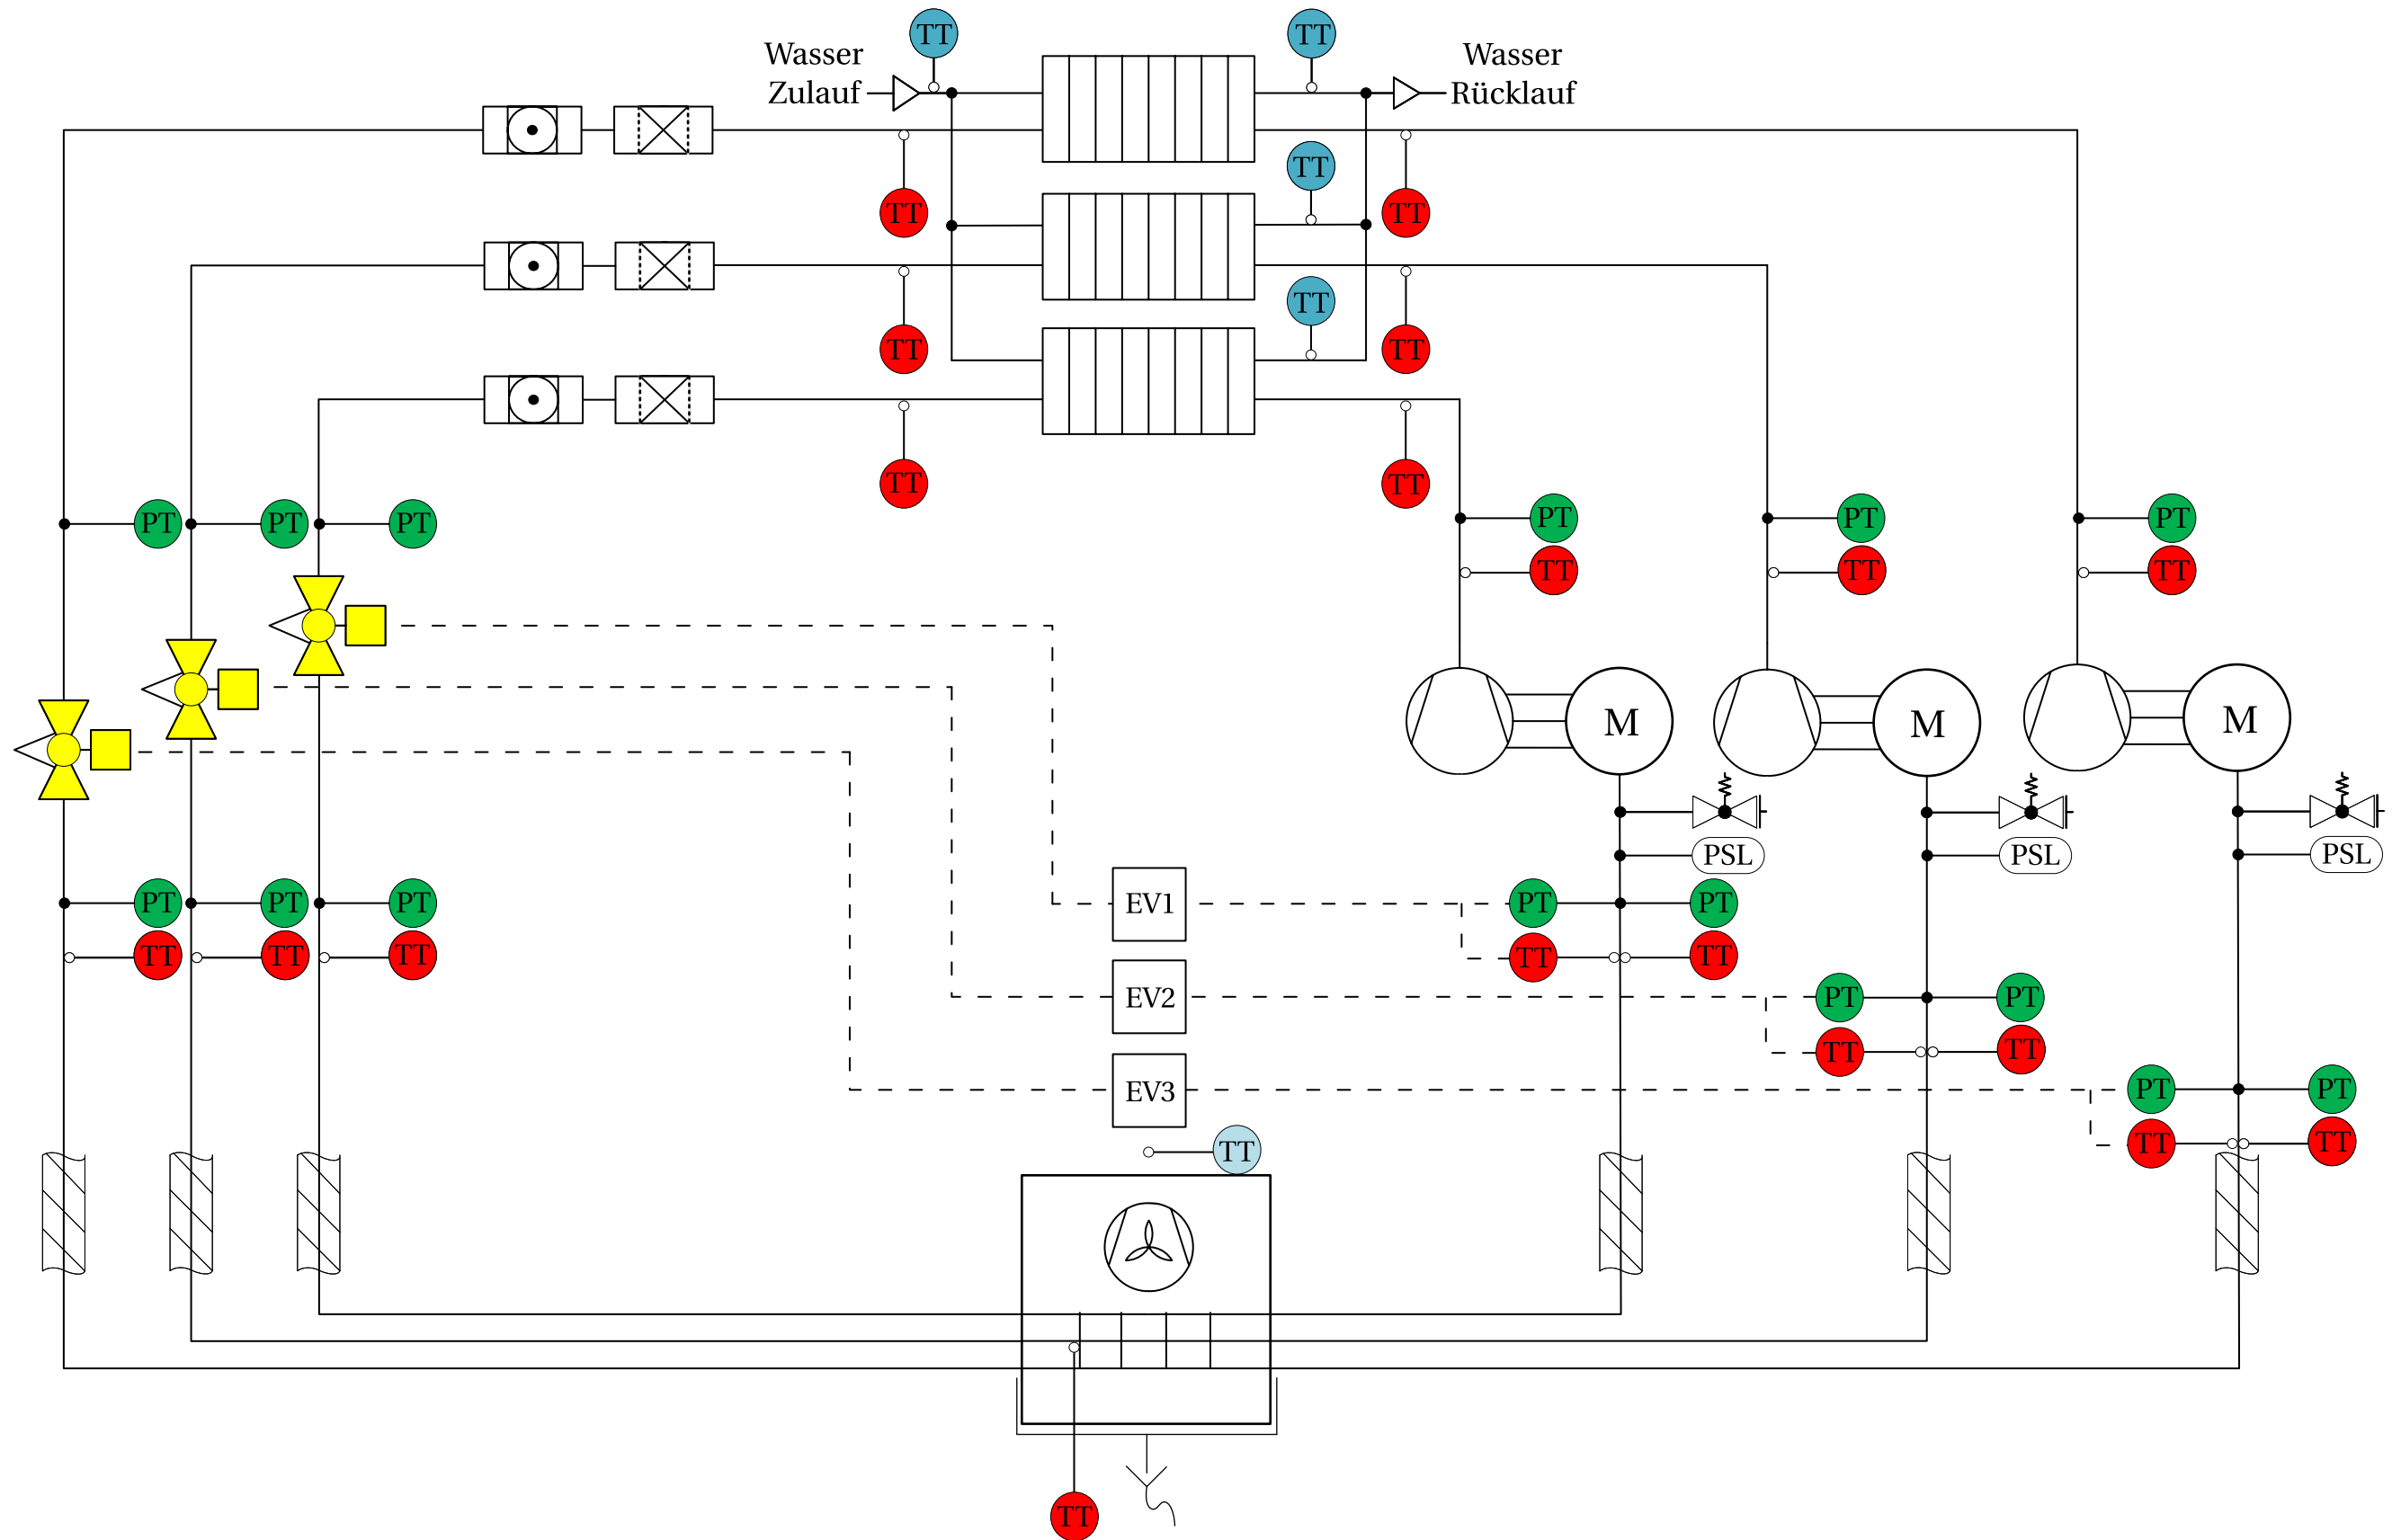 TT TT
Wasser Wasser
Zulauf Rücklauf
TT
TT TT
TT
TT TT
TT TT
PT PT PT PT PT PT
TT TT TT
M M M
PSL PSL PSL
PT PT PT EV1 PT PT
TT TT TT TT TT
EV2 PT PT
TT TT
EV3 PT PT
TT TT TT
TT